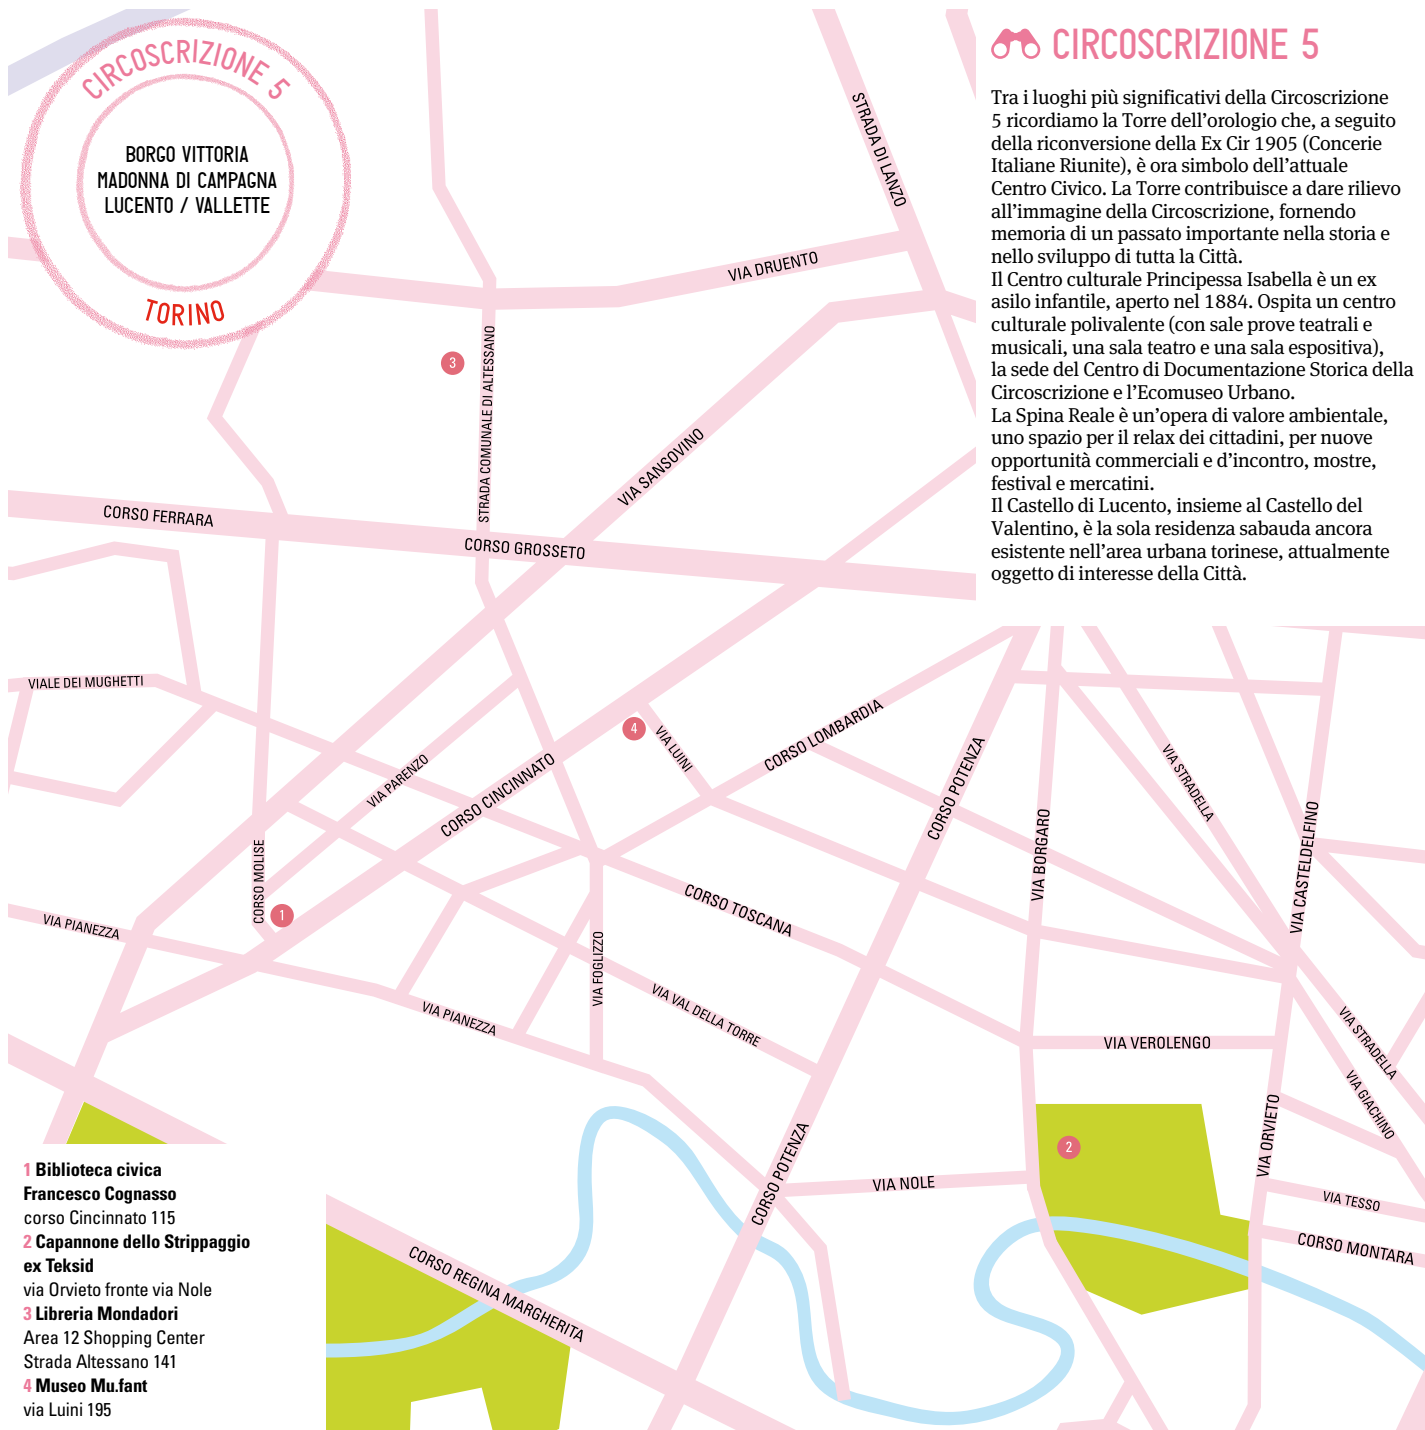 CIRCOSCRIZIONE 5
BORGO VITTORIA
MADONNA DI CAMPAGNA
LUCENTO / VALLETTE
TORINO
CIRCOSCRIZIONE 5
Tra i luoghi più significativi della Circoscrizione
5 ricordiamo la Torre dell’orologio che, a seguito
della riconversione della Ex Cir 1905 (Concerie
Italiane Riunite), è ora simbolo dell’attuale
Centro Civico. La Torre contribuisce a dare rilievo
all’immagine della Circoscrizione, fornendo
memoria di un passato importante nella storia e
nello sviluppo di tutta la Città.
Il Centro culturale Principessa Isabella è un ex
asilo infantile, aperto nel 1884. Ospita un centro
culturale polivalente (con sale prove teatrali e
musicali, una sala teatro e una sala espositiva),
la sede del Centro di Documentazione Storica della
Circoscrizione e l’Ecomuseo Urbano.
La Spina Reale è un’opera di valore ambientale,
uno spazio per il relax dei cittadini, per nuove
opportunità commerciali e d’incontro, mostre,
festival e mercatini.
Il Castello di Lucento, insieme al Castello del
Valentino, è la sola residenza sabauda ancora
esistente nell’area urbana torinese, attualmente
oggetto di interesse della Città.
STRADA DI LANZO
VIA DRUENTO
3
STRADA COMUNALE DI ALTESSANO
VIA SANSOVINO
CORSO FERRARA
CORSO GROSSETO
VIALE DEI MUGHETTI
4
VIA LUINI
CORSO LOMBARDIA
VIA PARENZO
CORSO CINCINNATO
CORSO POTENZA
VIA STRADELLA
VIA BORGARO
VIA CASTELDELFINO
CORSO MOLISE
1
VIA PIANEZZA
CORSO TOSCANA
VIA FOGLIZZO
VIA PIANEZZA
VIA VAL DELLA TORRE
VIA VEROLENGO
VIA STRADELLA
VIA GIACHINO
VIA ORVIETO
2
CORSO POTENZA
VIA NOLE
VIA TESSO
CORSO MONTARA
CORSO REGINA MARGHERITA
1 Biblioteca civica
Francesco Cognasso
corso Cincinnato 115
2 Capannone dello Strippaggio
ex Teksid
via Orvieto fronte via Nole
3 Libreria Mondadori
Area 12 Shopping Center
Strada Altessano 141
4 Museo Mu.fant
via Luini 195